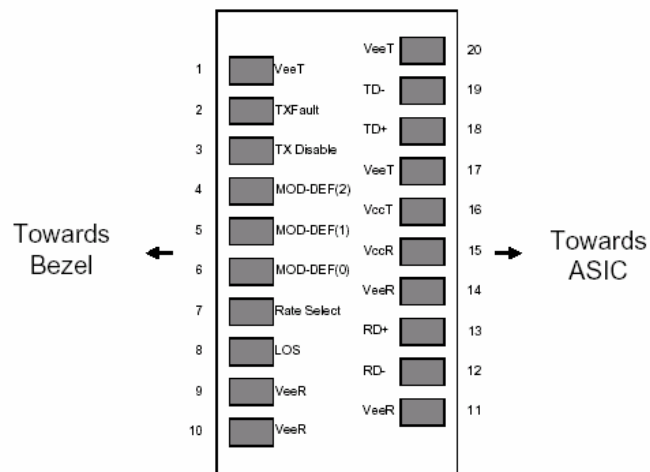 VeeT 20
1 VeeT
TD- 19
2 TXFault
TD+ 18
3 TX Disable
VeeT 17
4 MOD-DEF(2)
VccT 16
5 MOD-DEF(1)
Towards
Bezel
VccR 15
Towards
ASIC
6 MOD-DEF(0)
VeeR 14
7 Rate Select
RD+ 13
8 LOS
RD- 12
9 VeeR
VeeR 11
10 VeeR